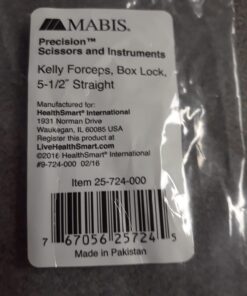 MABIS.
Precision™
Scissors and Instruments
Kelly Forceps, Box Lock,
5-1/2" Straight
Manufactured for:
HealthSmart® International
1931 Norman Drive
Waukegan, IL 60085 USA
Register this product at
LiveHealthSmart.com
©2016 HealthSmart® International
#9-724-000 02/16
Item 25-724-000
7 67056 25724 5
Made in Pakistan